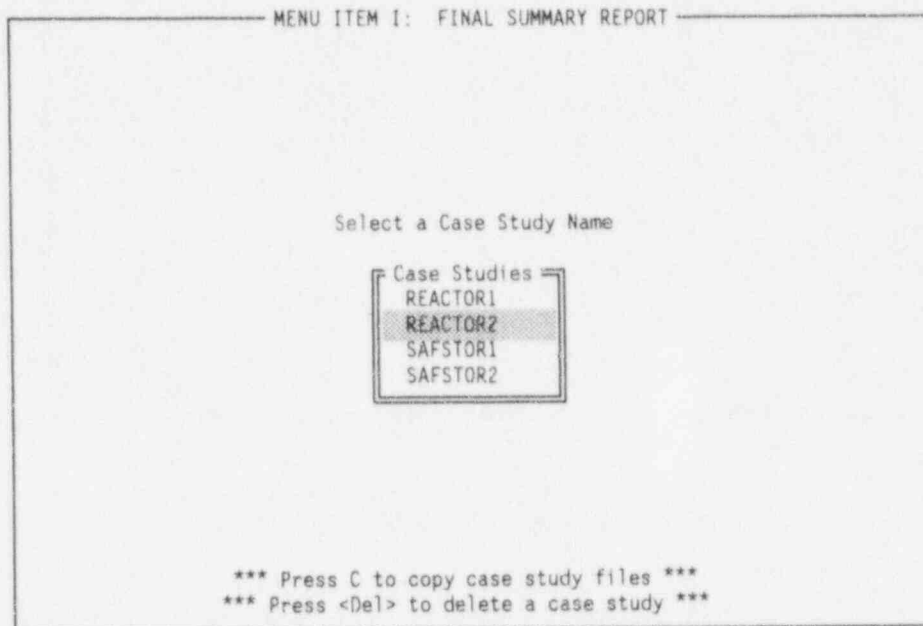 MENU ITEM I: FINAL SUMMARY REPORT
Select a Case Study Name
Case Studies
REACTOR1
REACTOR2
SAFSTOR1
SAFSTOR2
*** Press C to copy case study files ***
*** Press <Del> to delete a case study ***